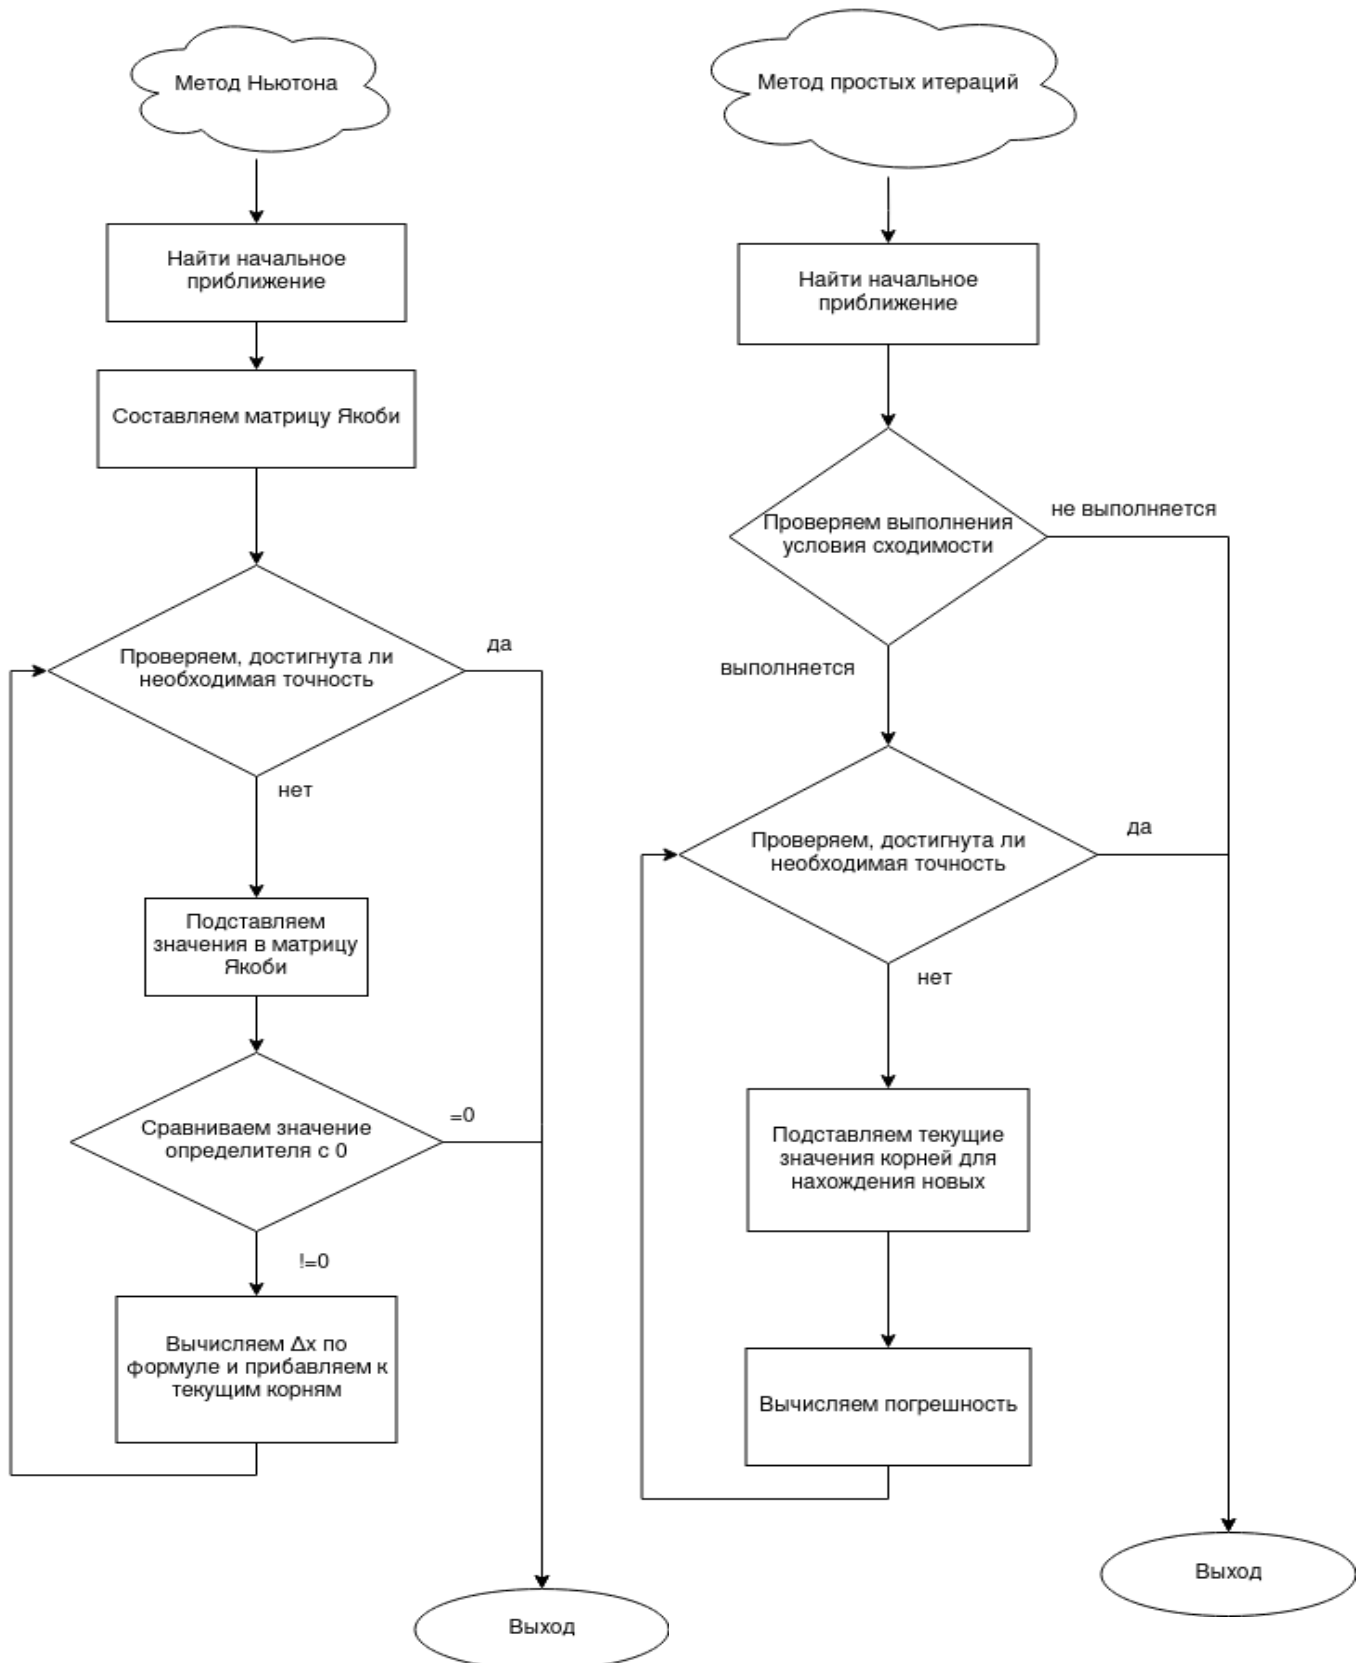 Метод Ньютона
Найти начальное
приближение
Составляем матрицу Якоби
Проверяем, достигнута ли
необходимая точность
да
нет
Подставляем
значения в матрицу
Якоби
Сравниваем значение
определителя с 0
=0
!=0
Вычисляем Δx по
формуле и прибавляем к
текущим корням
Выход
Метод простых итераций
Найти начальное
приближение
Проверяем выполнения
условия сходимости
не выполняется
выполняется
Проверяем, достигнута ли
необходимая точность
да
нет
Подставляем текущие
значения корней для
нахождения новых
Вычисляем погрешность
Выход